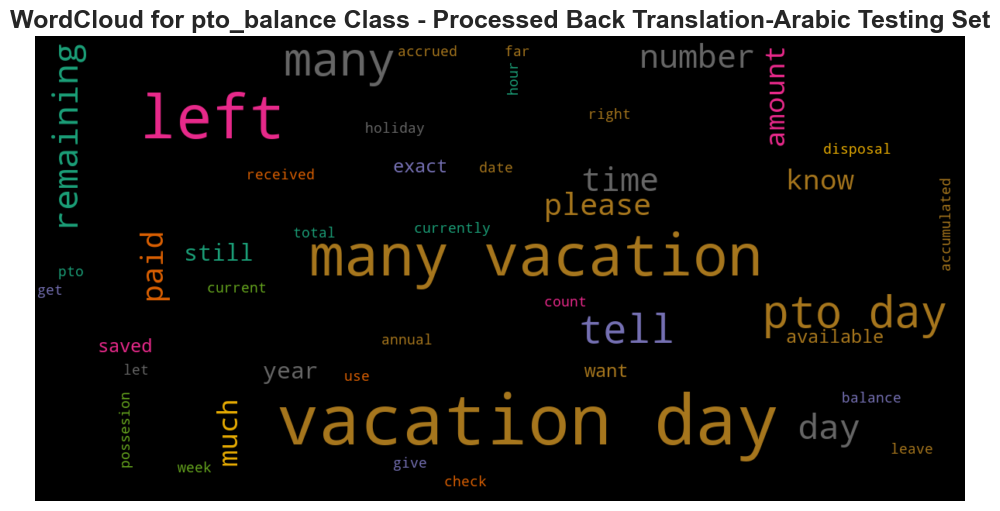 WordCloud for pto_balance Class - Processed Back Translation-Arabic Testing Set
many
accrued
far
number
remaining
hour
amount
left
right
holiday
disposal
received
exact
date
time
know
please
accumulated
paid
still
total
currently
many vacation
pto
get
current
count
pto day
tell
available
saved
annual
let
year
use
want
possession
much
vacation day
balance
day
leave
week
give
check